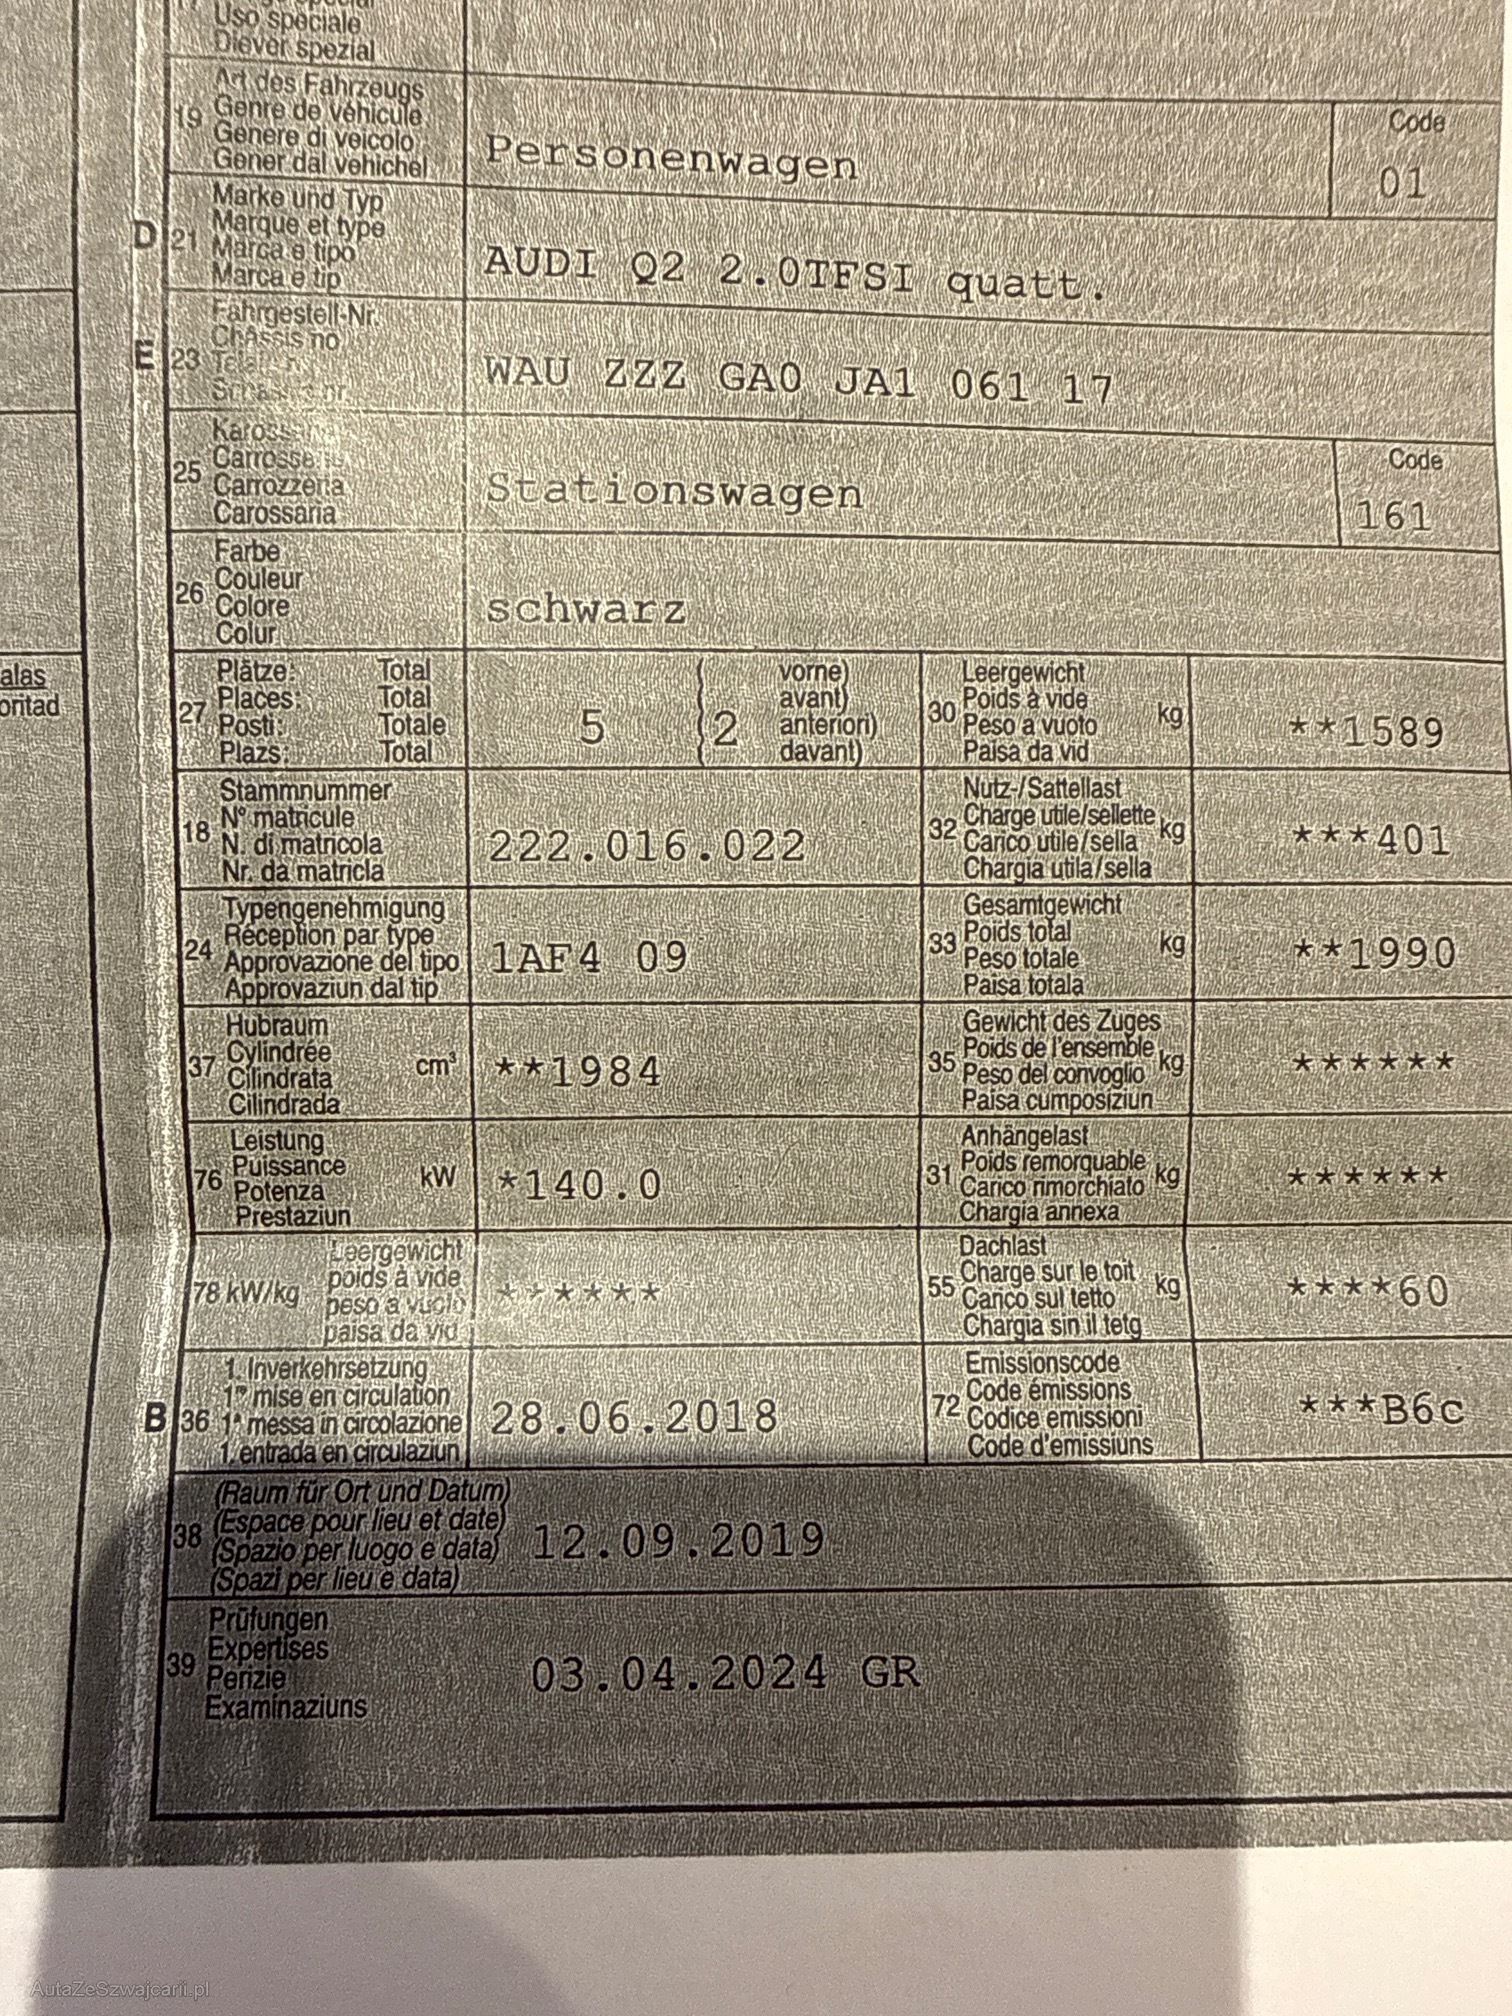 Uso speciale
Diever spezial
19
Art des Fahrzeugs
Genre de véhicule
Genere di veicolo
Gener dal vehichel
Personenwagen
Code
01
D
21
Marke und Typ
Marque et type
Marca e tipo
Marca e tip
AUDI Q2 2.0TFSI quatt.
E
23
Fahrgestell-Nr.
Châssis no
WAU ZZZ GA0 JA1 061 17
25
Carrozzeria
Carossaria
Stationswagen
Code
161
26
Farbe
Couleur
Colore
Colur
schwarz
alas
oritad
27
Plätze: Total
Places: Total
Posti: Totale
Plazs: Total
5
(2
vorne)
avant)
anteriori)
davant)
30
Leergewicht
Poids à vide
Peso a vuoto
Paisa da vid
kg
**1589
18
Stammnummer
N° matricule
N. di matricola
Nr. da matricla
222.016.022
32
Nutz-/Sattellast
Charge utile/sellette
Carico utile/sella
Chargia utila/sella
kg
***401
24
Typengenehmigung
Réception par type
Approvazione del tipo
Approvaziun dal tip
1AF4 09
33
Gesamtgewicht
Poids total
Peso totale
Paisa totala
kg
**1990
37
Hubraum
Cylindrée
Cilindrata
Cilindrada
cm³
**1984
35
Gewicht des Zuges
Poids de l'ensemble
Peso del convoglio
Paisa cumposiziun
kg
******
76
Leistung
Puissance
Potenza
Prestaziun
kW
*140.0
31
Anhängelast
Poids remorquable
Carico rimorchiato
Chargia annexa
kg
******
78 kW/kg
Leergewicht
poids à vide
peso a vuoto
paisa da vid
******
55
Dachlast
Charge sur le toit
Carico sul tetto
Chargia sin il tetg
kg
****60
B
36
1. Inverkehrsetzung
1re mise en circulation
1a messa in circolazione
1. entrada en circulaziun
28.06.2018
72
Emissionscode
Code émissions
Codice emissioni
Code d'emissiuns
***B6c
38
(Raum für Ort und Datum)
(Espace pour lieu et date)
(Spazio per luogo e data)
(Spazi per lieu e data)
12.09.2019
39
Prüfungen
Expertises
Perizie
Examinaziuns
03.04.2024 GR
AutaZeSzwajcarii.pl